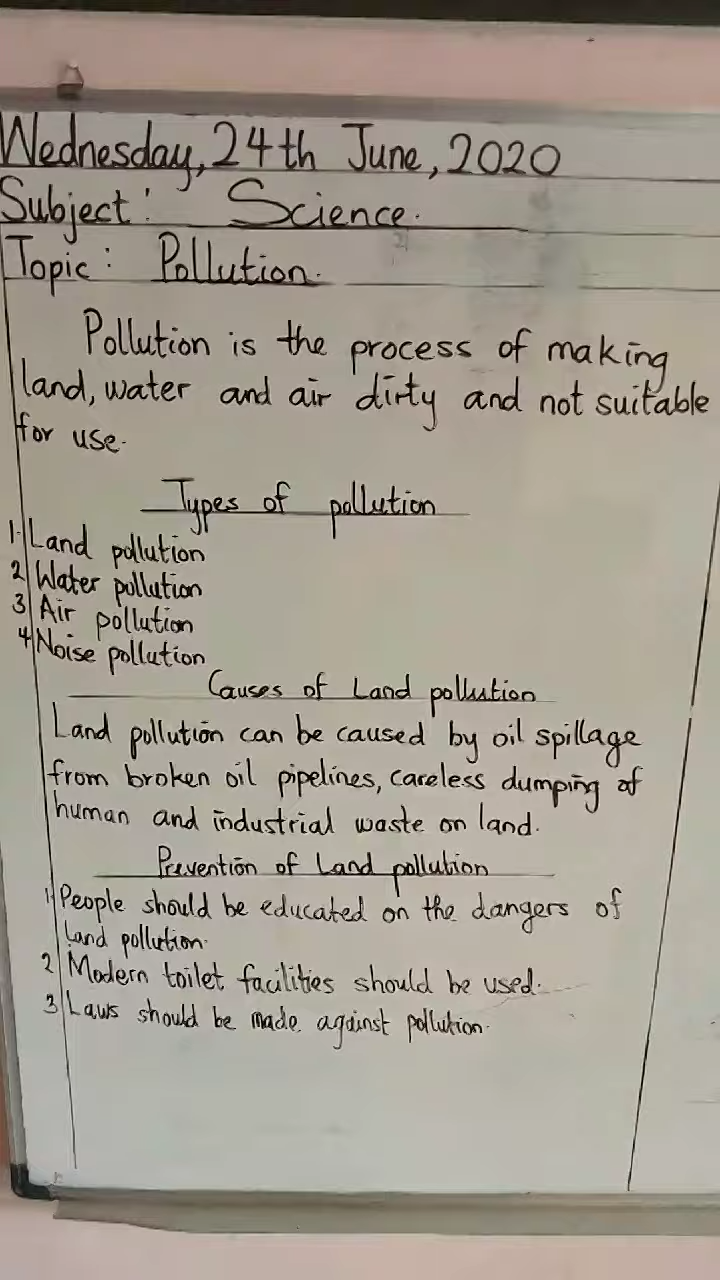 Wednesday, 24th June, 2020
Subject: Science.
Topic: Pollution.
Pollution is the process of making
land, water and air dirty and not suitable
for use.
Types of pollution
1. Land pollution
2 Water pollution
3 Air pollution
4 Noise pollution
Causes of Land pollution
Land pollution can be caused by oil spillage
from broken oil pipelines, careless dumping of
human and industrial waste on land.
Prevention of Land pollution
1 People should be educated on the dangers of
land pollution.
2 Modern toilet facilities should be used.
3 Laws should be made against pollution.